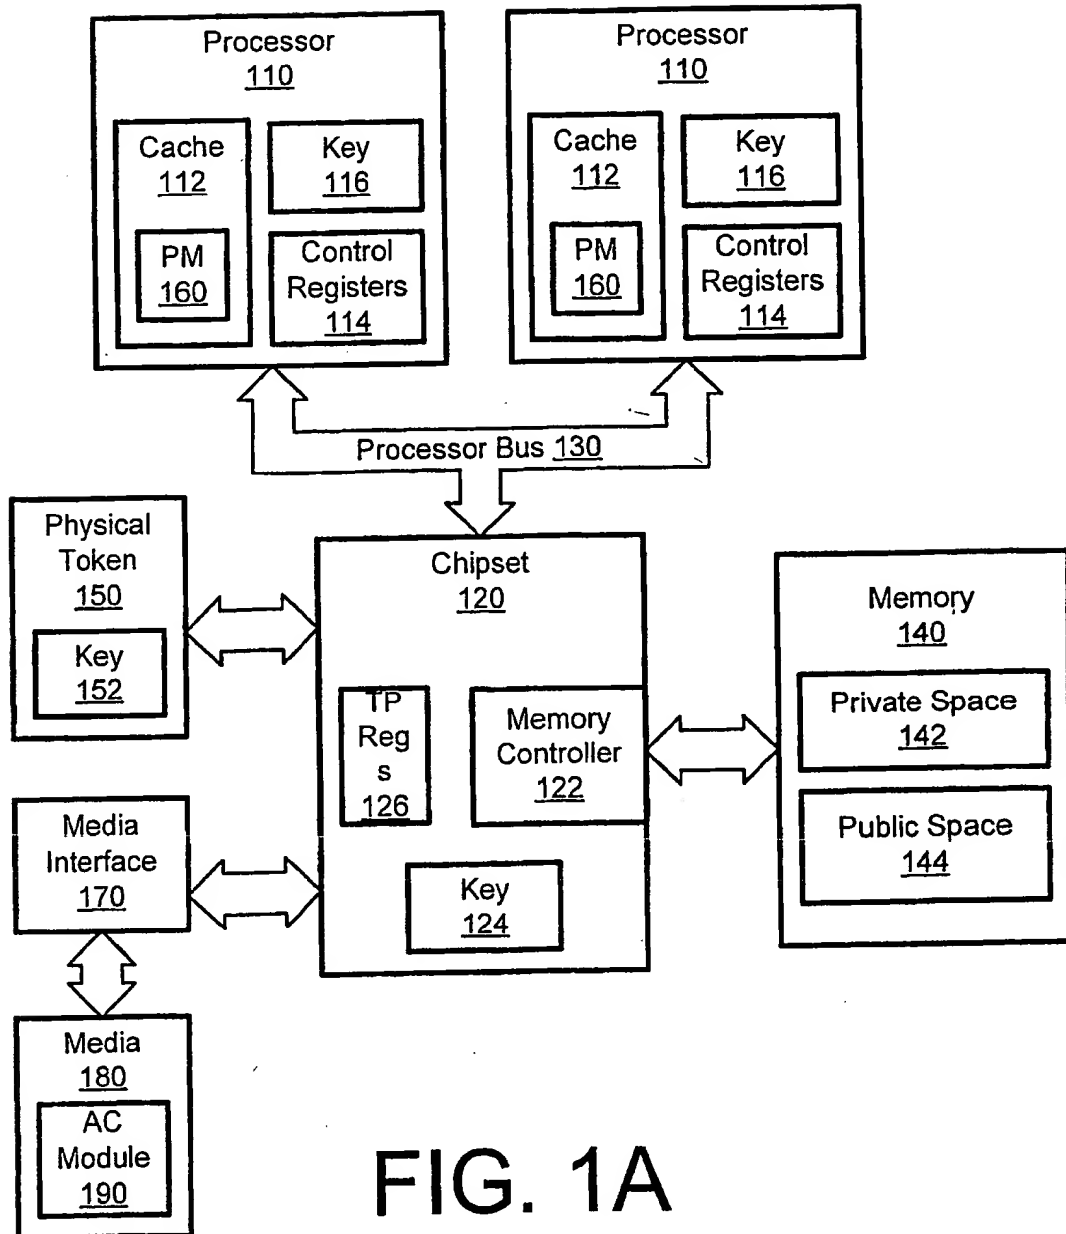 Processor
110
Cache
112
PM
160
Key
116
Control
Registers
114
Processor
110
Cache
112
PM
160
Key
116
Control
Registers
114
Processor Bus 130
Physical
Token
150
Key
152
Chipset
120
TP
Reg
s
126
Memory
Controller
122
Key
124
Memory
140
Private Space
142
Public Space
144
Media
Interface
170
Media
180
AC
Module
190
FIG. 1A